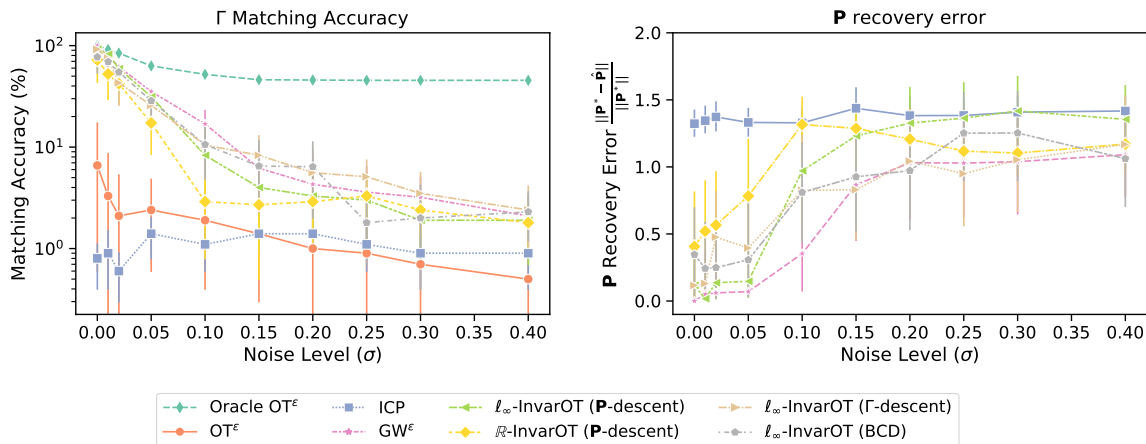 Γ Matching Accuracy
Matching Accuracy (%)
10² 10¹ 10⁰
0.00 0.05 0.10 0.15 0.20 0.25 0.30 0.35 0.40
Noise Level (σ)
P recovery error
P Recovery Error ||P* − P̂|| / ||P*||
2.0 1.5 1.0 0.5 0.0
0.00 0.05 0.10 0.15 0.20 0.25 0.30 0.35 0.40
Noise Level (σ)
Oracle OTᵋ ICP ℓ∞-InvarOT (P-descent) ℓ∞-InvarOT (Γ-descent)
OTᵋ GWᵋ ℝ-InvarOT (P-descent) ℓ∞-InvarOT (BCD)